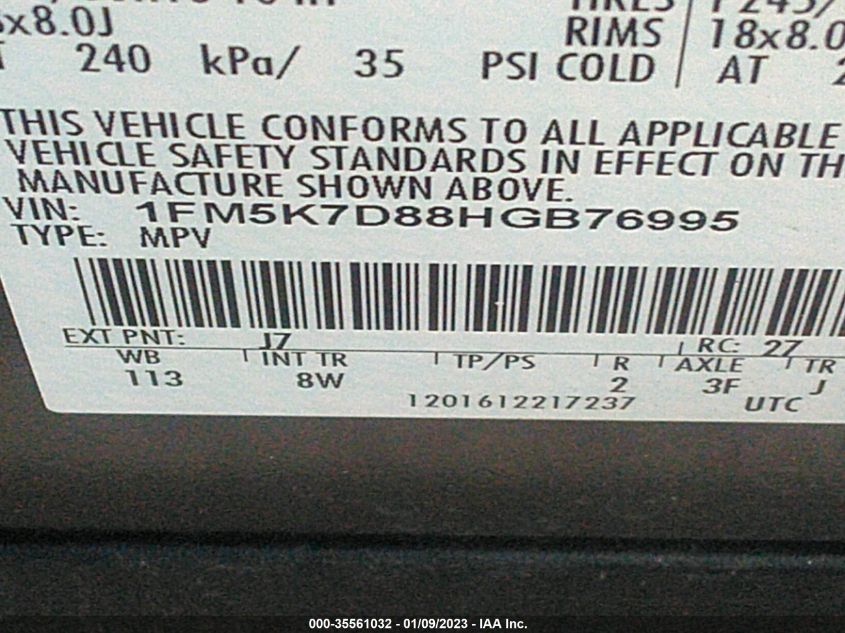 x8.0J
RIMS 18x8.0
240 kPa/ 35 PSI COLD AT
THIS VEHICLE CONFORMS TO ALL APPLICABLE
VEHICLE SAFETY STANDARDS IN EFFECT ON TH
MANUFACTURE SHOWN ABOVE.
VIN: 1FM5K7D88HGB76995
TYPE: MPV
EXT PNT: J7 RC: 27
WB INT TR TP/PS R AXLE TR
113 8W 2 3F J
1201612217237 UTC
000-35561032 - 01/09/2023 - IAA Inc.